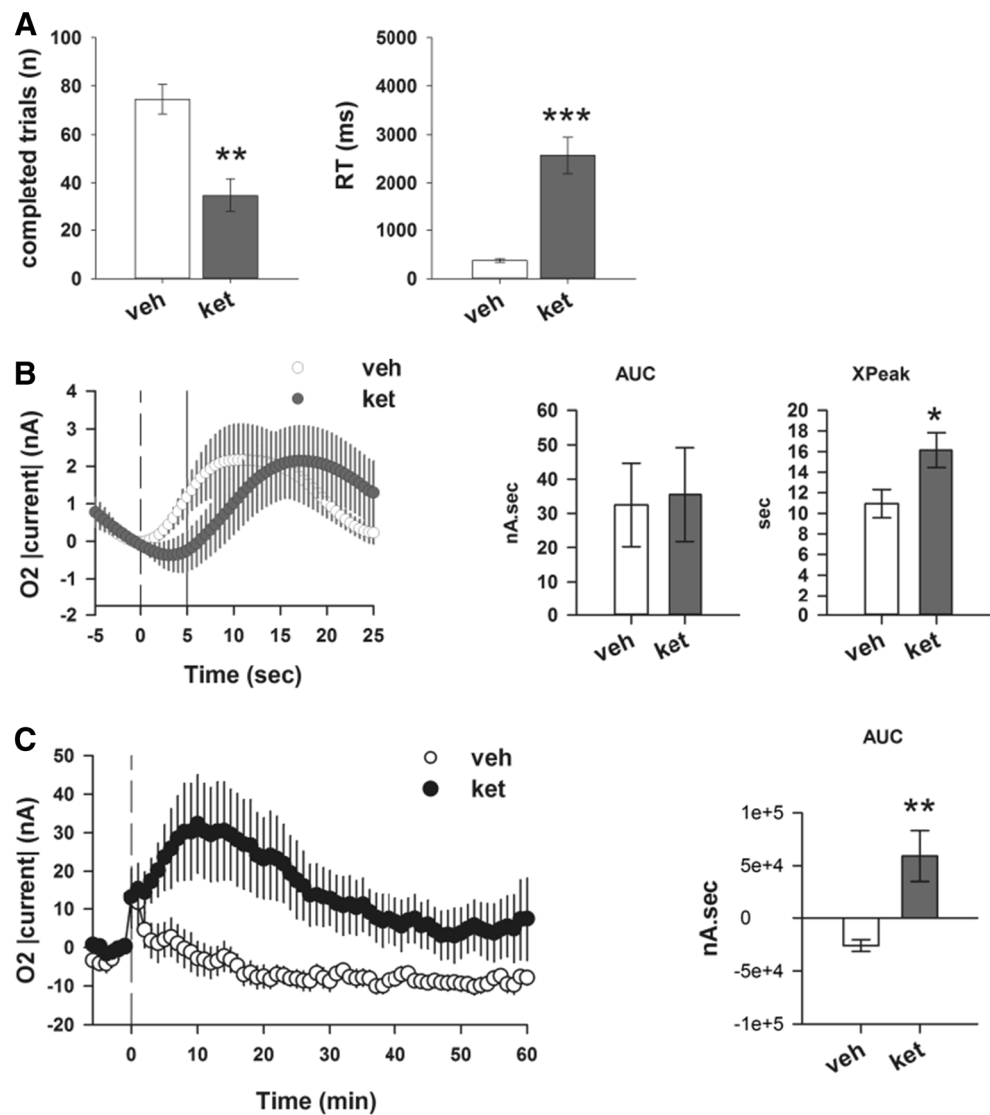 A
completed trials (n)
100
80
60
40
20
0
**
veh
ket
RT (ms)
5000
4000
3000
2000
1000
0
***
veh
ket
B
veh
ket
O2 |current| (nA)
4
3
2
1
0
-1
-2
-5 0 5 10 15 20 25
Time (sec)
AUC
nA.sec
60
50
40
30
20
10
0
veh
ket
XPeak
sec
20
18
16
14
12
10
8
6
4
2
0
*
veh
ket
C
veh
ket
O2 |current| (nA)
50
40
30
20
10
0
-10
-20
0 10 20 30 40 50 60
Time (min)
AUC
nA.sec
1e+5
5e+4
0
-5e+4
-1e+5
**
veh
ket